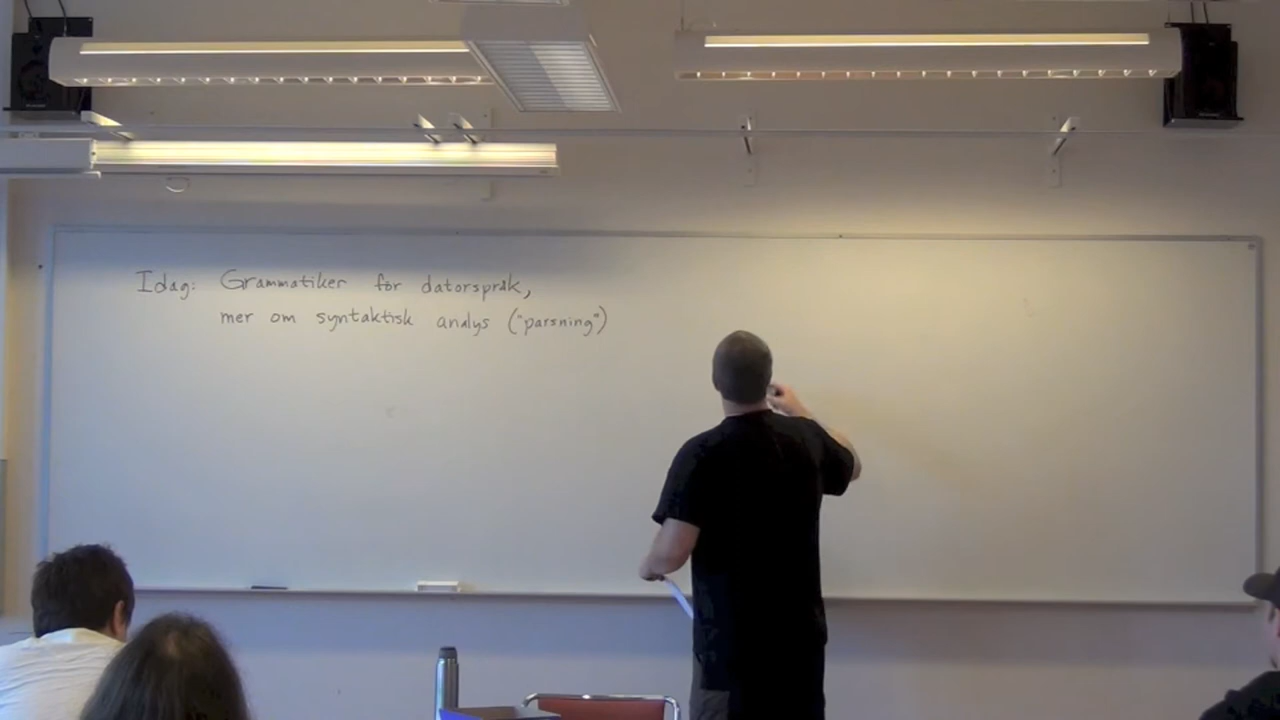 Idag: Grammatiker för datorspråk,
mer om syntaktisk analys ("parsning")